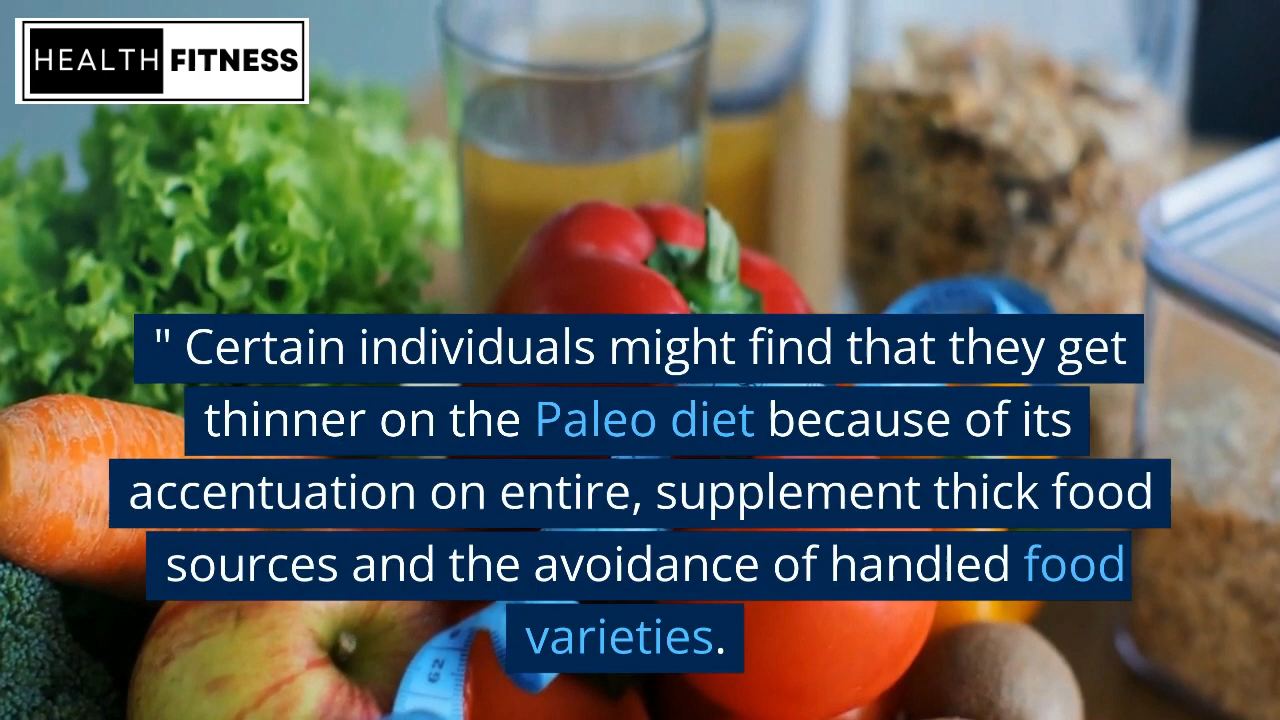 HEALTH FITNESS
" Certain individuals might find that they get
thinner on the Paleo diet because of its
accentuation on entire, supplement thick food
sources and the avoidance of handled food
varieties.
62